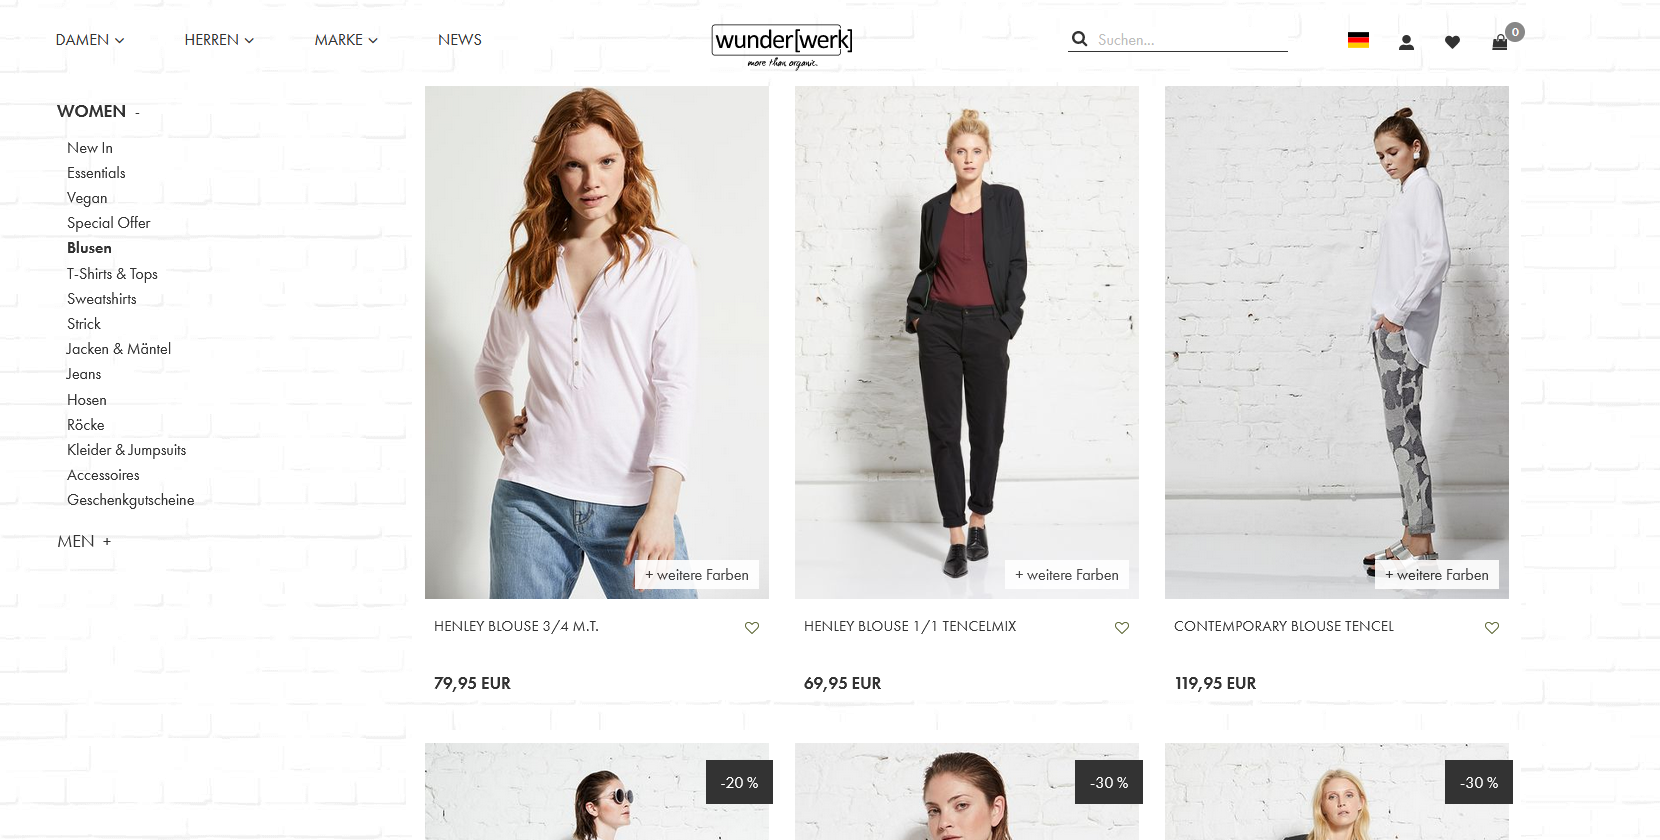 DAMEN
HERREN
MARKE
NEWS
wunder[werk]
more than organic.
Suchen...
0
WOMEN -
New In
Essentials
Vegan
Special Offer
Blusen
T-Shirts & Tops
Sweatshirts
Strick
Jacken & Mäntel
Jeans
Hosen
Röcke
Kleider & Jumpsuits
Accessoires
Geschenkgutscheine
MEN +
+ weitere Farben
+ weitere Farben
+ weitere Farben
HENLEY BLOUSE 3/4 M.T.
HENLEY BLOUSE 1/1 TENCELMIX
CONTEMPORARY BLOUSE TENCEL
79,95 EUR
69,95 EUR
119,95 EUR
-20 %
-30 %
-30 %